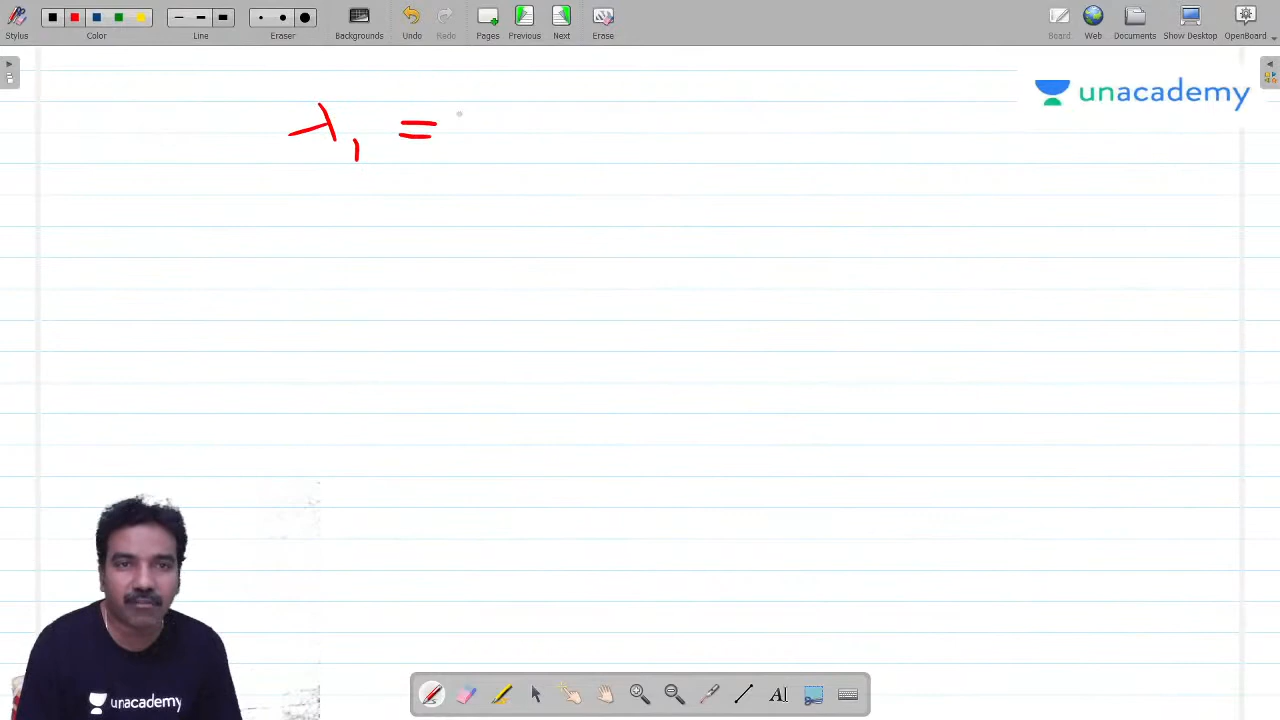 Stylus
Color
Line
Eraser
Backgrounds
Undo
Redo
Pages
Previous
Next
Erase
Board
Web
Documents
Show Desktop
OpenBoard
unacademy
λ₁ =
unacademy
AI